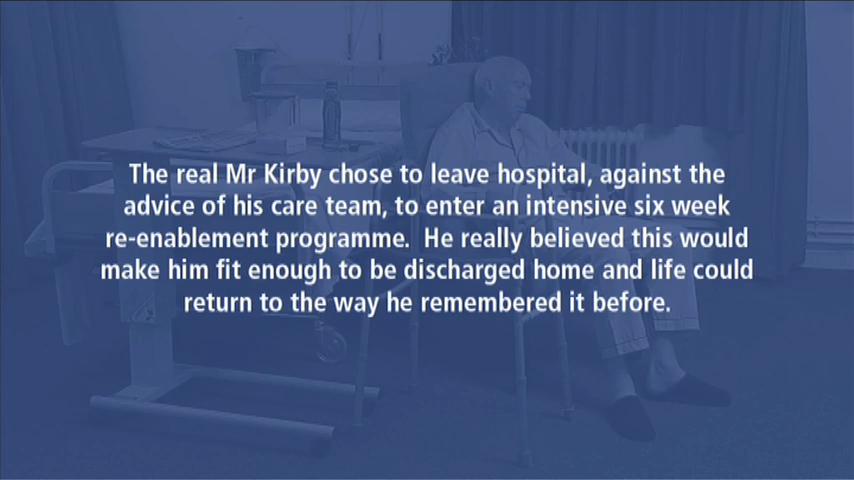 The real Mr Kirby chose to leave hospital, against the
advice of his care team, to enter an intensive six week
re-enablement programme.  He really believed this would
make him fit enough to be discharged home and life could
return to the way he remembered it before.